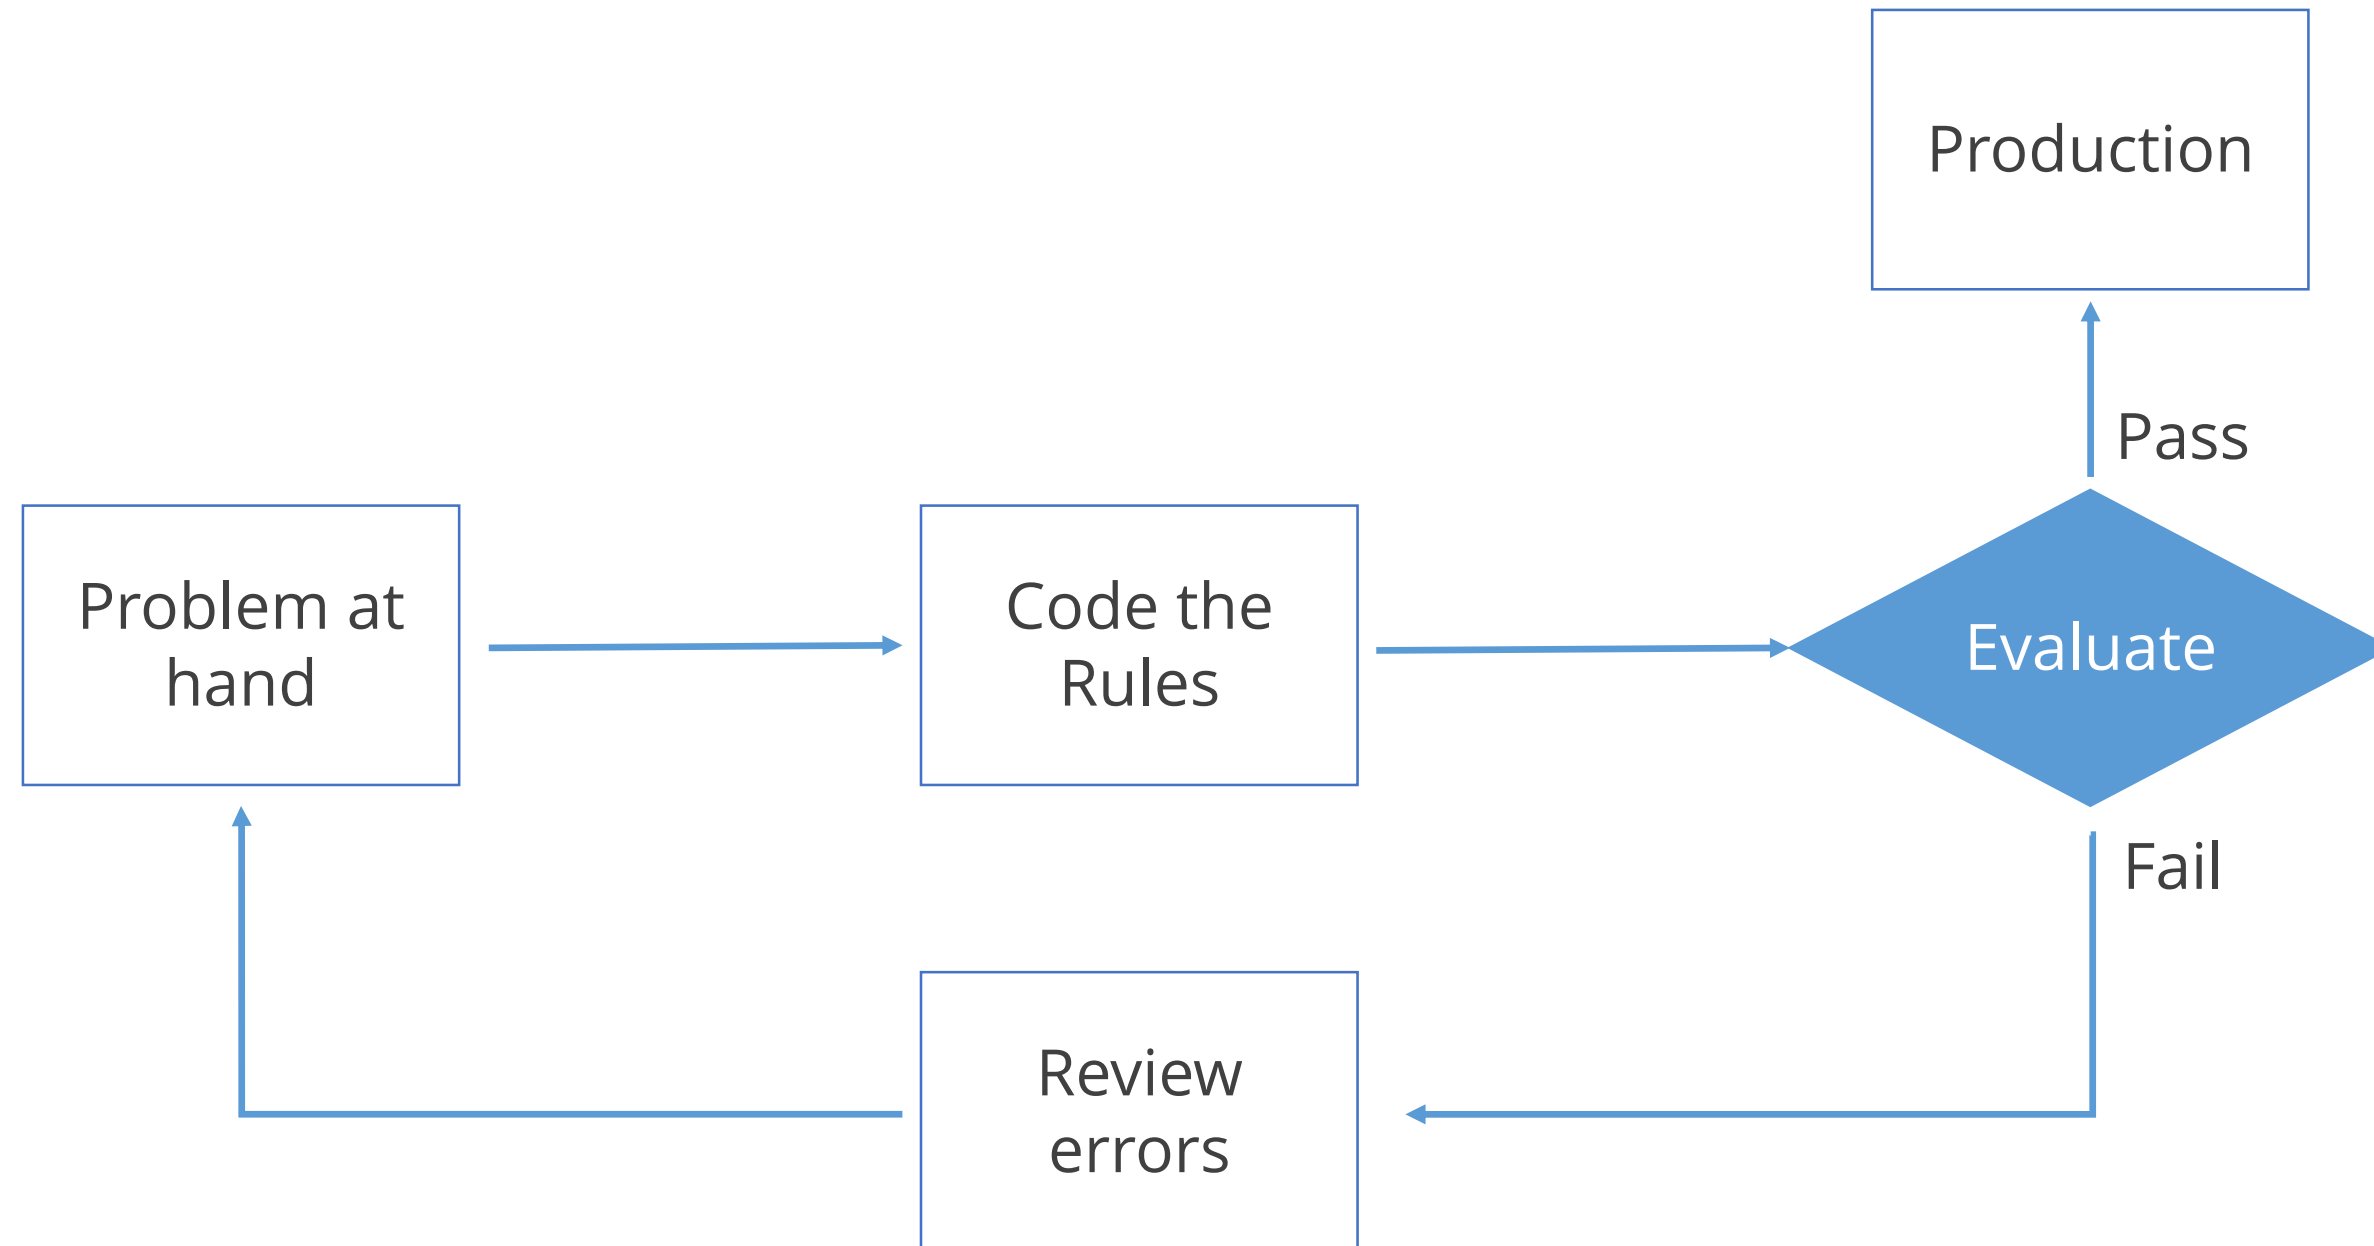 Production
Pass
Problem at
hand
Code the
Rules
Evaluate
Fail
Review
errors